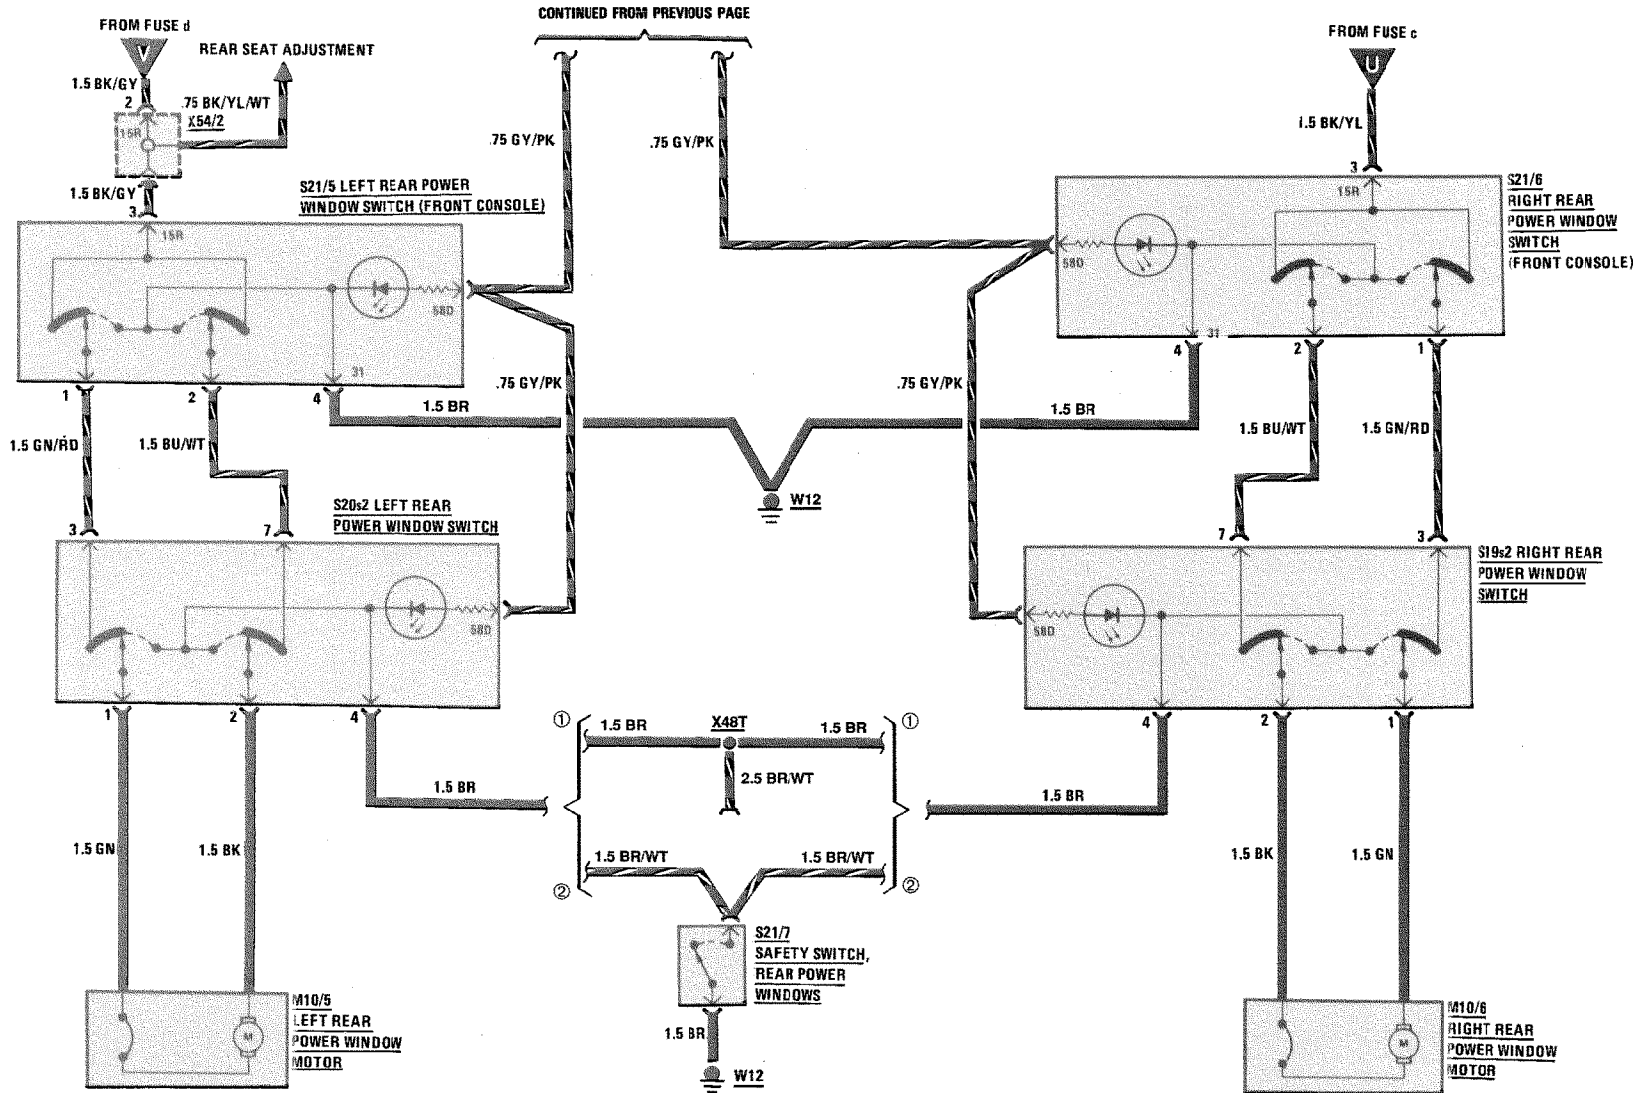 CONTINUED FROM PREVIOUS PAGE
FROM FUSE d
V
REAR SEAT ADJUSTMENT
1.5 BK/GY
2
.75 BK/YL/WT
X54/2
15R
1.5 BK/GY
3
S21/5 LEFT REAR POWER
WINDOW SWITCH (FRONT CONSOLE)
15R
58D
31
1
2
4
.75 GY/PK
.75 GY/PK
FROM FUSE c
U
1.5 BK/YL
3
15R
S21/6
RIGHT REAR
POWER WINDOW
SWITCH
(FRONT CONSOLE)
58D
31
4
2
1
1.5 GN/RD
1.5 BU/WT
1.5 BR
.75 GY/PK
.75 GY/PK
1.5 BR
1.5 BU/WT
1.5 GN/RD
W12
S20s2 LEFT REAR
POWER WINDOW SWITCH
3
7
58D
1
2
4
7
3
S19s2 RIGHT REAR
POWER WINDOW
SWITCH
58D
4
2
1
①
1.5 BR
X48T
1.5 BR
①
2.5 BR/WT
1.5 BR
1.5 BR
1.5 BR/WT
1.5 BR/WT
②
②
1.5 GN
1.5 BK
1.5 BK
1.5 GN
S21/7
SAFETY SWITCH,
REAR POWER
WINDOWS
1.5 BR
W12
M10/5
LEFT REAR
POWER WINDOW
MOTOR
M
M10/6
RIGHT REAR
POWER WINDOW
MOTOR
M